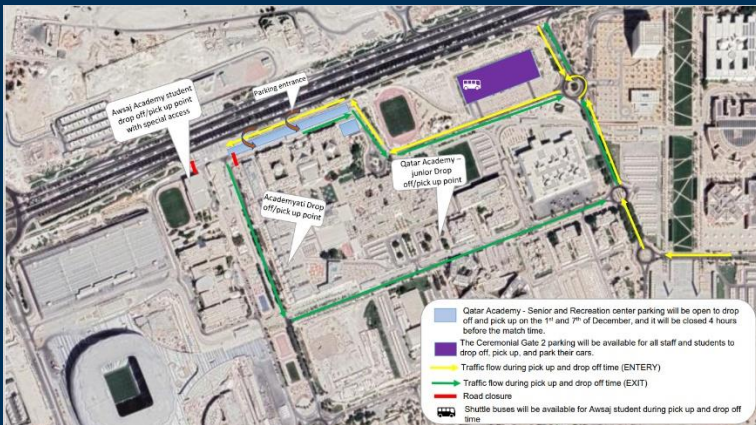 Parking entrance
Awsaj Academy student
drop off/pick up point
with special access
Qatar Academy –
junior Drop
off/pick up point
Academyati Drop
off/pick up point
Qatar Academy - Senior and Recreation center parking will be open to drop
off and pick up on the 1st and 7th of December, and it will be closed 4 hours
before the match time.
The Ceremonial Gate 2 parking will be available for all staff and students to
drop off, pick up, and park their cars.
Traffic flow during pick up and drop off time (ENTERY)
Traffic flow during pick up and drop off time (EXIT)
Road closure
Shuttle buses will be available for Awsaj student during pick up and drop off
time